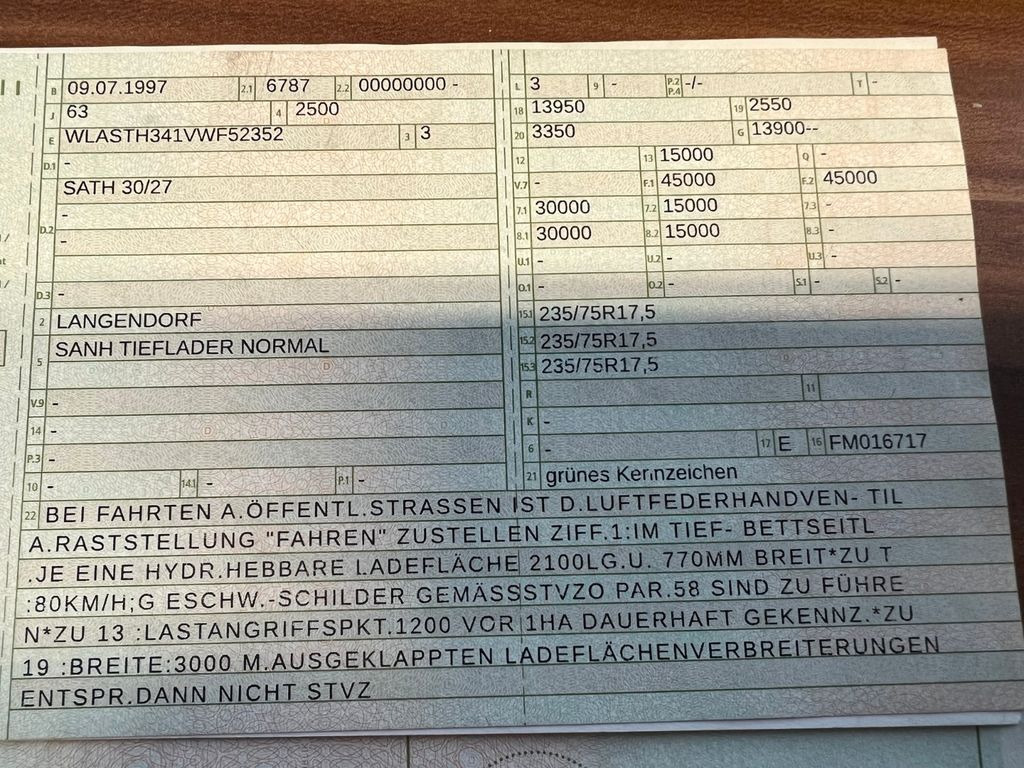 B 09.07.1997 2.1 6787 2.2 00000000 -
J 63 4 2500
E WLASTH341VWF52352 3 3
D.1 -
SATH 30/27
-
D.2 -
D.3 -
2 LANGENDORF
SANH TIEFLADER NORMAL
5
V.9 -
14 -
P.3 -
10 - 14.1 - P.1 -
L 3 9 - P.2 P.4 -/- T -
18 13950 19 2550
20 3350 G 13900--
12 13 15000 Q -
V.7 - F.1 45000 F.2 45000
7.1 30000 7.2 15000 7.3 -
8.1 30000 8.2 15000 8.3 -
U.1 - U.2 - U.3 -
O.1 - O.2 - S.1 - S.2 -
15.1 235/75R17,5
15.2 235/75R17,5
15.3 235/75R17,5
R 11
K -
6 - 17 E 16 FM016717
21 grünes Kennzeichen
22 BEI FAHRTEN A.ÖFFENTL.STRASSEN IST D.LUFTFEDERHANDVEN- TIL
A.RASTSTELLUNG "FAHREN" ZUSTELLEN ZIFF.1:IM TIEF- BETTSEITL
.JE EINE HYDR.HEBBARE LADEFLÄCHE 2100LG.U. 770MM BREIT*ZU T
:80KM/H;G ESCHW.-SCHILDER GEMÄSSSTVZO PAR.58 SIND ZU FÜHRE
N*ZU 13 :LASTANGRIFFSPKT.1200 VOR 1HA DAUERHAFT GEKENNZ.*ZU
19 :BREITE:3000 M.AUSGEKLAPPTEN LADEFLÄCHENVERBREITERUNGEN
ENTSPR.DANN NICHT STVZ